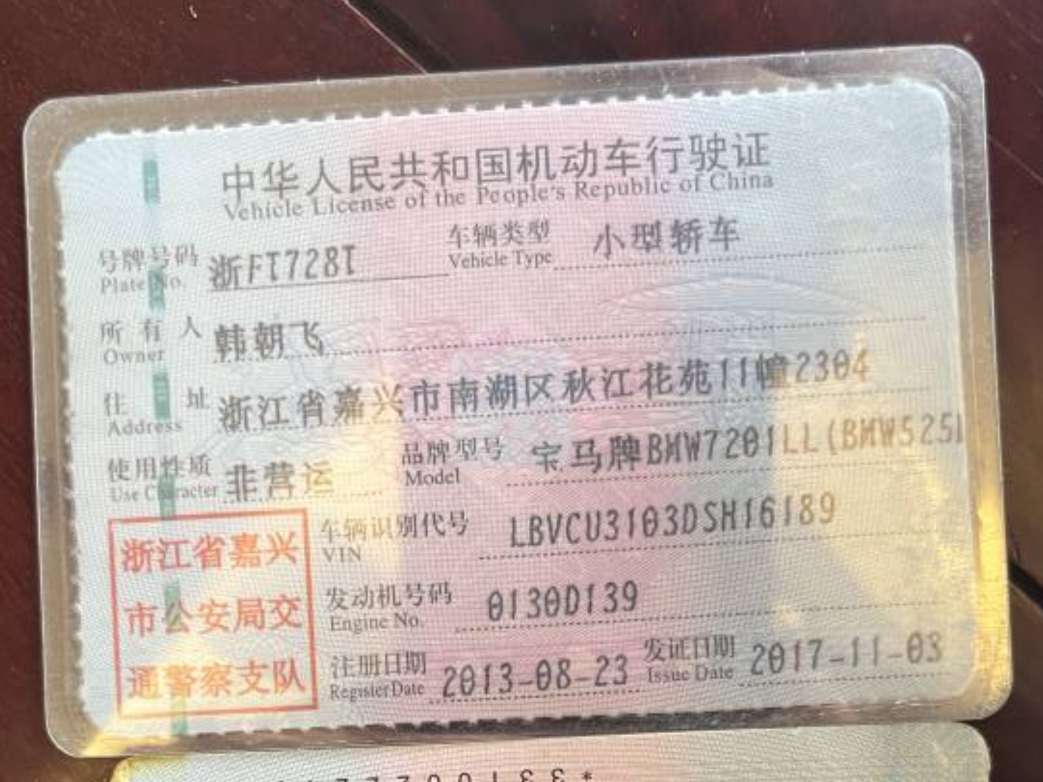 中华人民共和国机动车行驶证
Vehicle License of the People's Republic of China
号牌号码 浙FT728T 车辆类型 小型轿车
Plate No. Vehicle Type
所有人 韩朝飞
Owner
住址 浙江省嘉兴市南湖区秋江花苑11幢2304
Address
使用性质 非营运 品牌型号 宝马牌BMW7201LL(BMW525L
Use Character Model
浙江省嘉兴
市公安局交
通警察支队
车辆识别代号 LBVCU3103DSH16189
VIN
发动机号码 0130D139
Engine No.
注册日期 2013-08-23 发证日期 2017-11-03
Register Date Issue Date